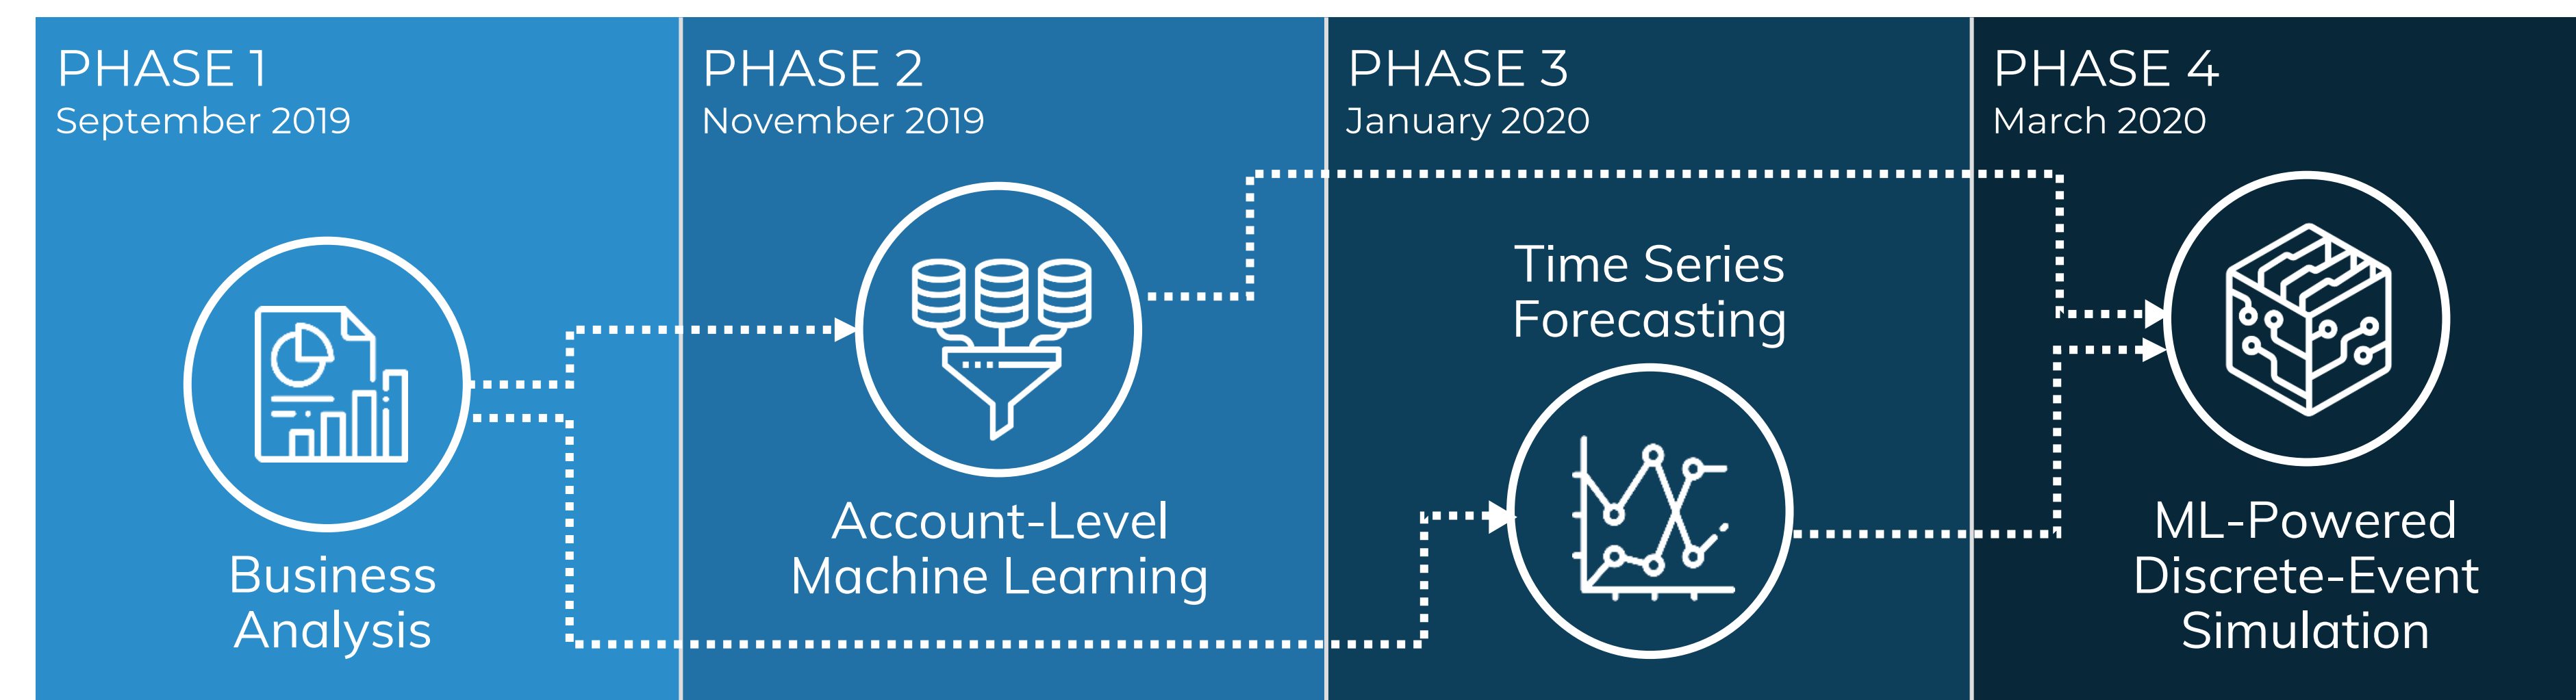 PHASE 1
September 2019
Business
Analysis
PHASE 2
November 2019
Account-Level
Machine Learning
PHASE 3
January 2020
Time Series
Forecasting
PHASE 4
March 2020
ML-Powered
Discrete-Event
Simulation